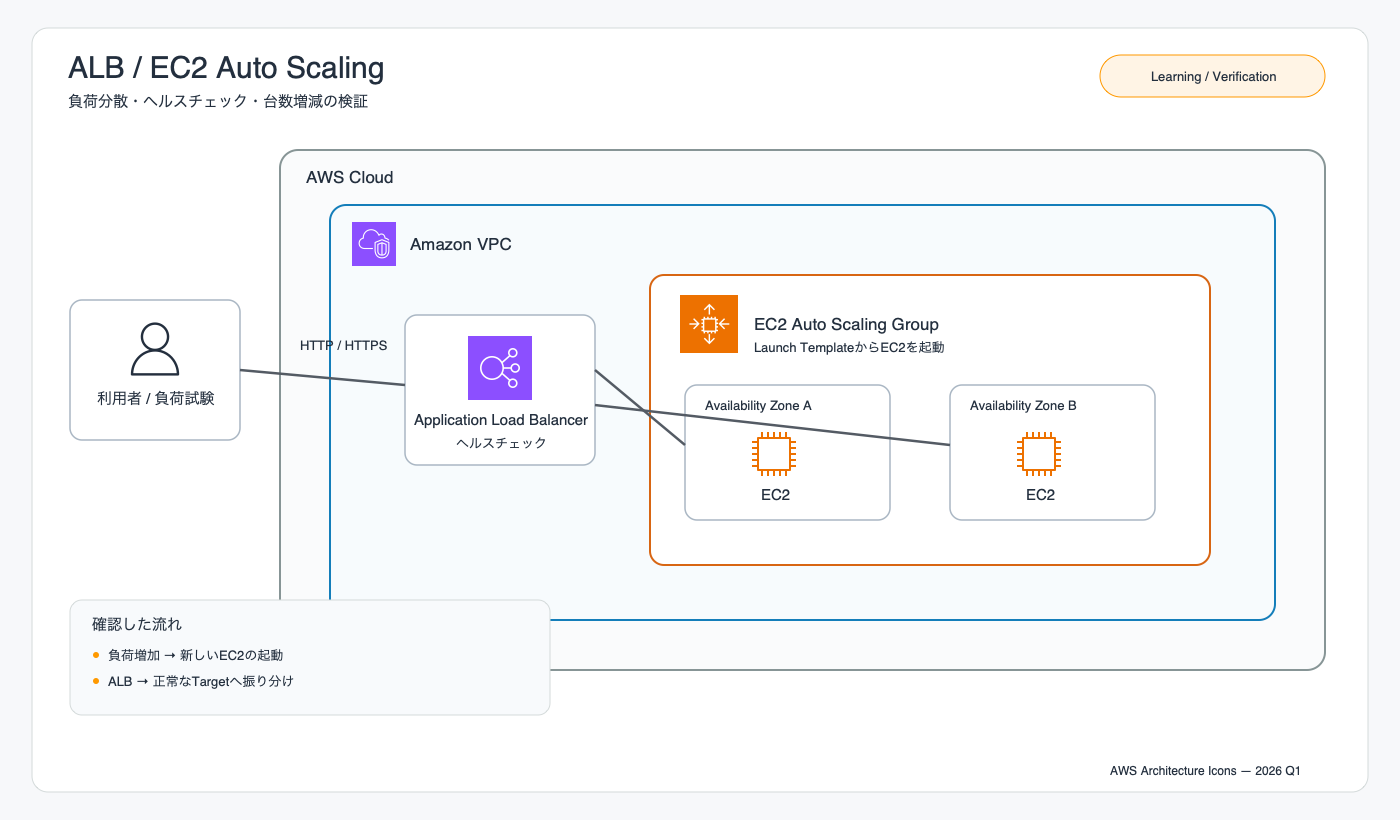 ALB / EC2 Auto Scaling
負荷分散・ヘルスチェック・台数増減の検証
Learning / Verification
AWS Cloud
Amazon VPC
EC2 Auto Scaling Group
Launch TemplateからEC2を起動
HTTP / HTTPS
利用者 / 負荷試験
Application Load Balancer
ヘルスチェック
Availability Zone A
EC2
Availability Zone B
EC2
確認した流れ
負荷増加 → 新しいEC2の起動
ALB → 正常なTargetへ振り分け
AWS Architecture Icons — 2026 Q1